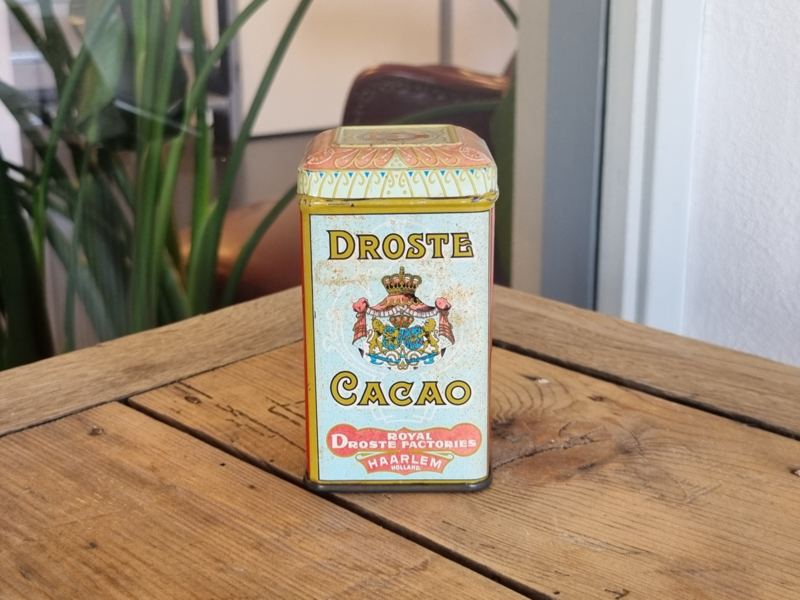 DROSTE
CACAO
ROYAL
DROSTE FACTORIES
HAARLEM
HOLLAND